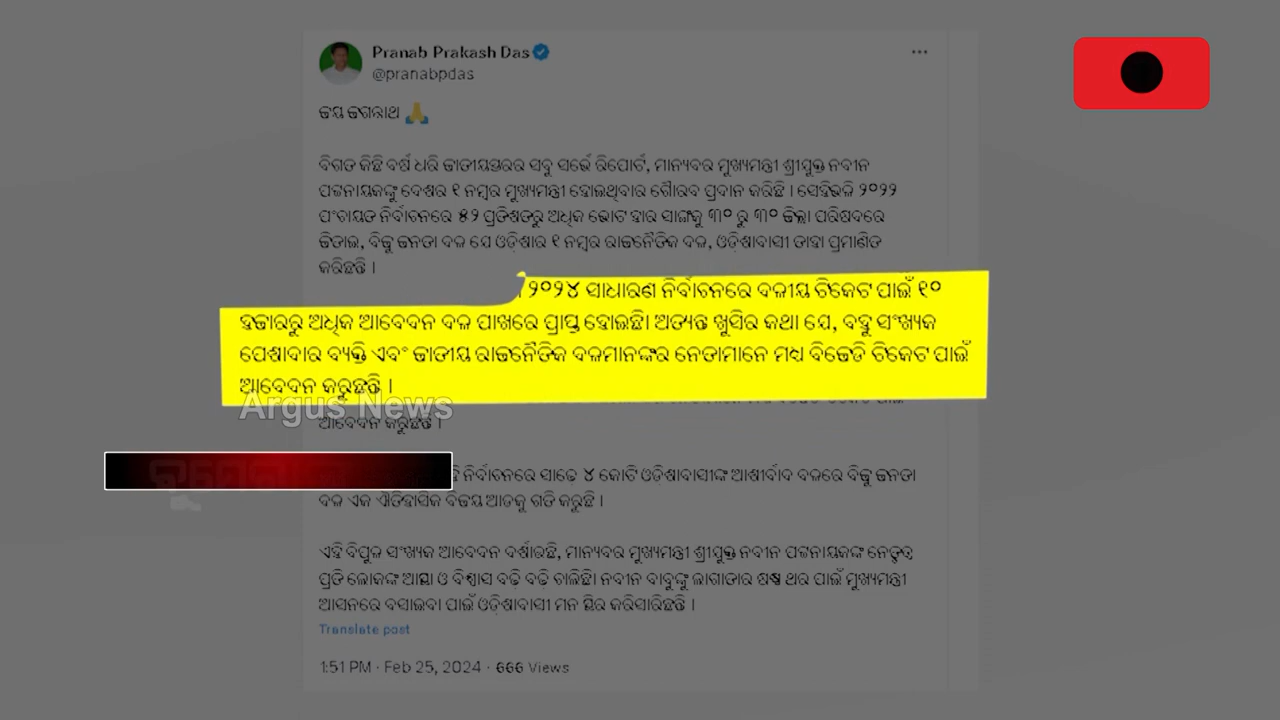 Pranab Prakash Das
@pranabpdas
ଜୟ ଜଗନ୍ନାଥ
ବିଗତ କିଛି ବର୍ଷ ଧରି ଜାତୀୟସ୍ତରର ସବୁ ସର୍ଭେ ରିପୋର୍ଟ, ମାନ୍ୟବର ମୁଖ୍ୟମନ୍ତ୍ରୀ ଶ୍ରୀଯୁକ୍ତ ନବୀନ
ପଟ୍ଟନାୟକଙ୍କୁ ଦେଶର ୧ ନମ୍ବର ମୁଖ୍ୟମନ୍ତ୍ରୀ ହୋଇଥିବାର ଗୌରବ ପ୍ରଦାନ କରିଛି । ସେହିଭଳି ୨୦୨୨
ପଂଚାୟତ ନିର୍ବାଚନରେ ୫୨ ପ୍ରତିଶତରୁ ଅଧିକ ଭୋଟ ହାର ସାଙ୍ଗକୁ ୩୦ ରୁ ୩୦ ଜିଲ୍ଲା ପରିଷଦରେ
ଜିତାଇ, ବିଜୁ ଜନତା ଦଳ ଯେ ଓଡ଼ିଶାର ୧ ନମ୍ବର ରାଜନୈତିକ ଦଳ, ଓଡ଼ିଶାବାସୀ ତାହା ପ୍ରମାଣିତ
କରିଛନ୍ତି ।
୨୦୨୪ ସାଧାରଣ ନିର୍ବାଚନରେ ଦଳୀୟ ଟିକେଟ ପାଇଁ ୧୦
ହଜାରରୁ ଅଧିକ ଆବେଦନ ଦଳ ପାଖରେ ପ୍ରାପ୍ତ ହୋଇଛି। ଅତ୍ୟନ୍ତ ଖୁସିର କଥା ଯେ, ବହୁ ସଂଖ୍ୟକ
ପେଶାଦାର ବ୍ୟକ୍ତି ଏବଂ ଜାତୀୟ ରାଜନୈତିକ ଦଳମାନଙ୍କର ନେତାମାନେ ମଧ୍ୟ ବିଜେଡି ଟିକେଟ ପାଇଁ
ଆବେଦନ କରୁଛନ୍ତି ।
Argus News
ଆବେଦନ କରୁଛନ୍ତି ।
ନିର୍ବାଚନରେ ସାଢେ ୪ କୋଟି ଓଡ଼ିଶାବାସୀଙ୍କ ଆଶୀର୍ବାଦ ବଳରେ ବିଜୁ ଜନତା
ଦଳ ଏକ ଐତିହାସିକ ବିଜୟ ଆଡକୁ ଗତି କରୁଛି ।
ଏହି ବିପୁଳ ସଂଖ୍ୟକ ଆବେଦନ ଦର୍ଶାଉଛି, ମାନ୍ୟବର ମୁଖ୍ୟମନ୍ତ୍ରୀ ଶ୍ରୀଯୁକ୍ତ ନବୀନ ପଟ୍ଟନାୟକଙ୍କ ନେତୃତ୍ୱ
ପ୍ରତି ଲୋକଙ୍କ ଆସ୍ଥା ଓ ବିଶ୍ୱାସ ବଢି ବଢି ଚାଲିଛି। ନବୀନ ବାବୁଙ୍କୁ ଲାଗାତାର ଷଷ୍ଠ ଥର ପାଇଁ ମୁଖ୍ୟମନ୍ତ୍ରୀ
ଆସନରେ ବସାଇବା ପାଇଁ ଓଡ଼ିଶାବାସୀ ମନ ସ୍ଥିର କରିସାରିଛନ୍ତି ।
Translate post
1:51 PM · Feb 25, 2024 · 666 Views